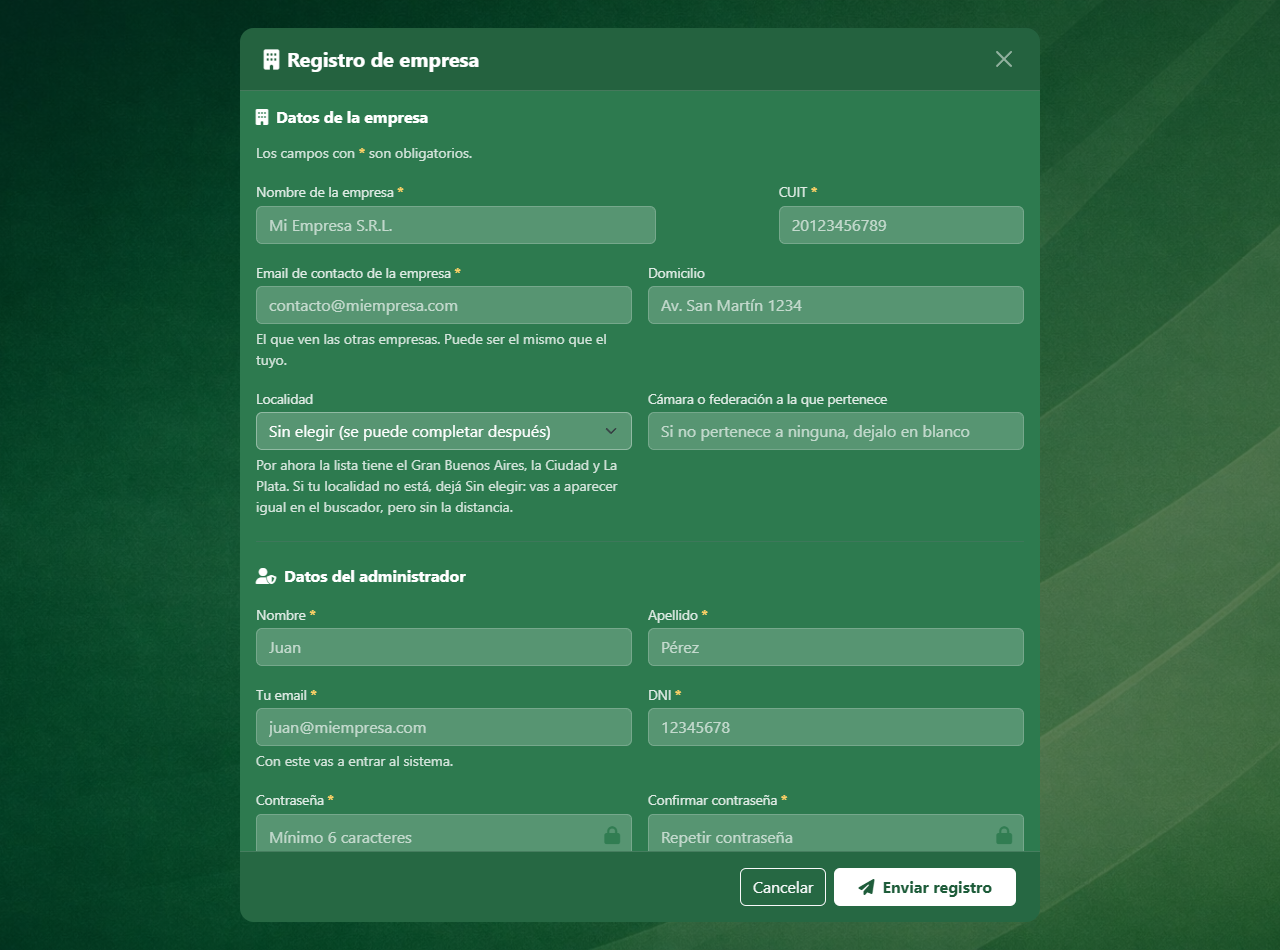 Registro de empresa
Datos de la empresa
Los campos con * son obligatorios.
Nombre de la empresa *
CUIT *
Mi Empresa S.R.L.
20123456789
Email de contacto de la empresa *
Domicilio
contacto@miempresa.com
Av. San Martín 1234
El que ven las otras empresas. Puede ser el mismo que el
tuyo.
Localidad
Cámara o federación a la que pertenece
Sin elegir (se puede completar después)
Si no pertenece a ninguna, dejalo en blanco
Por ahora la lista tiene el Gran Buenos Aires, la Ciudad y La
Plata. Si tu localidad no está, dejá Sin elegir: vas a aparecer
igual en el buscador, pero sin la distancia.
Datos del administrador
Nombre *
Apellido *
Juan
Pérez
Tu email *
DNI *
juan@miempresa.com
12345678
Con este vas a entrar al sistema.
Contraseña *
Confirmar contraseña *
Mínimo 6 caracteres
Repetir contraseña
Cancelar
Enviar registro